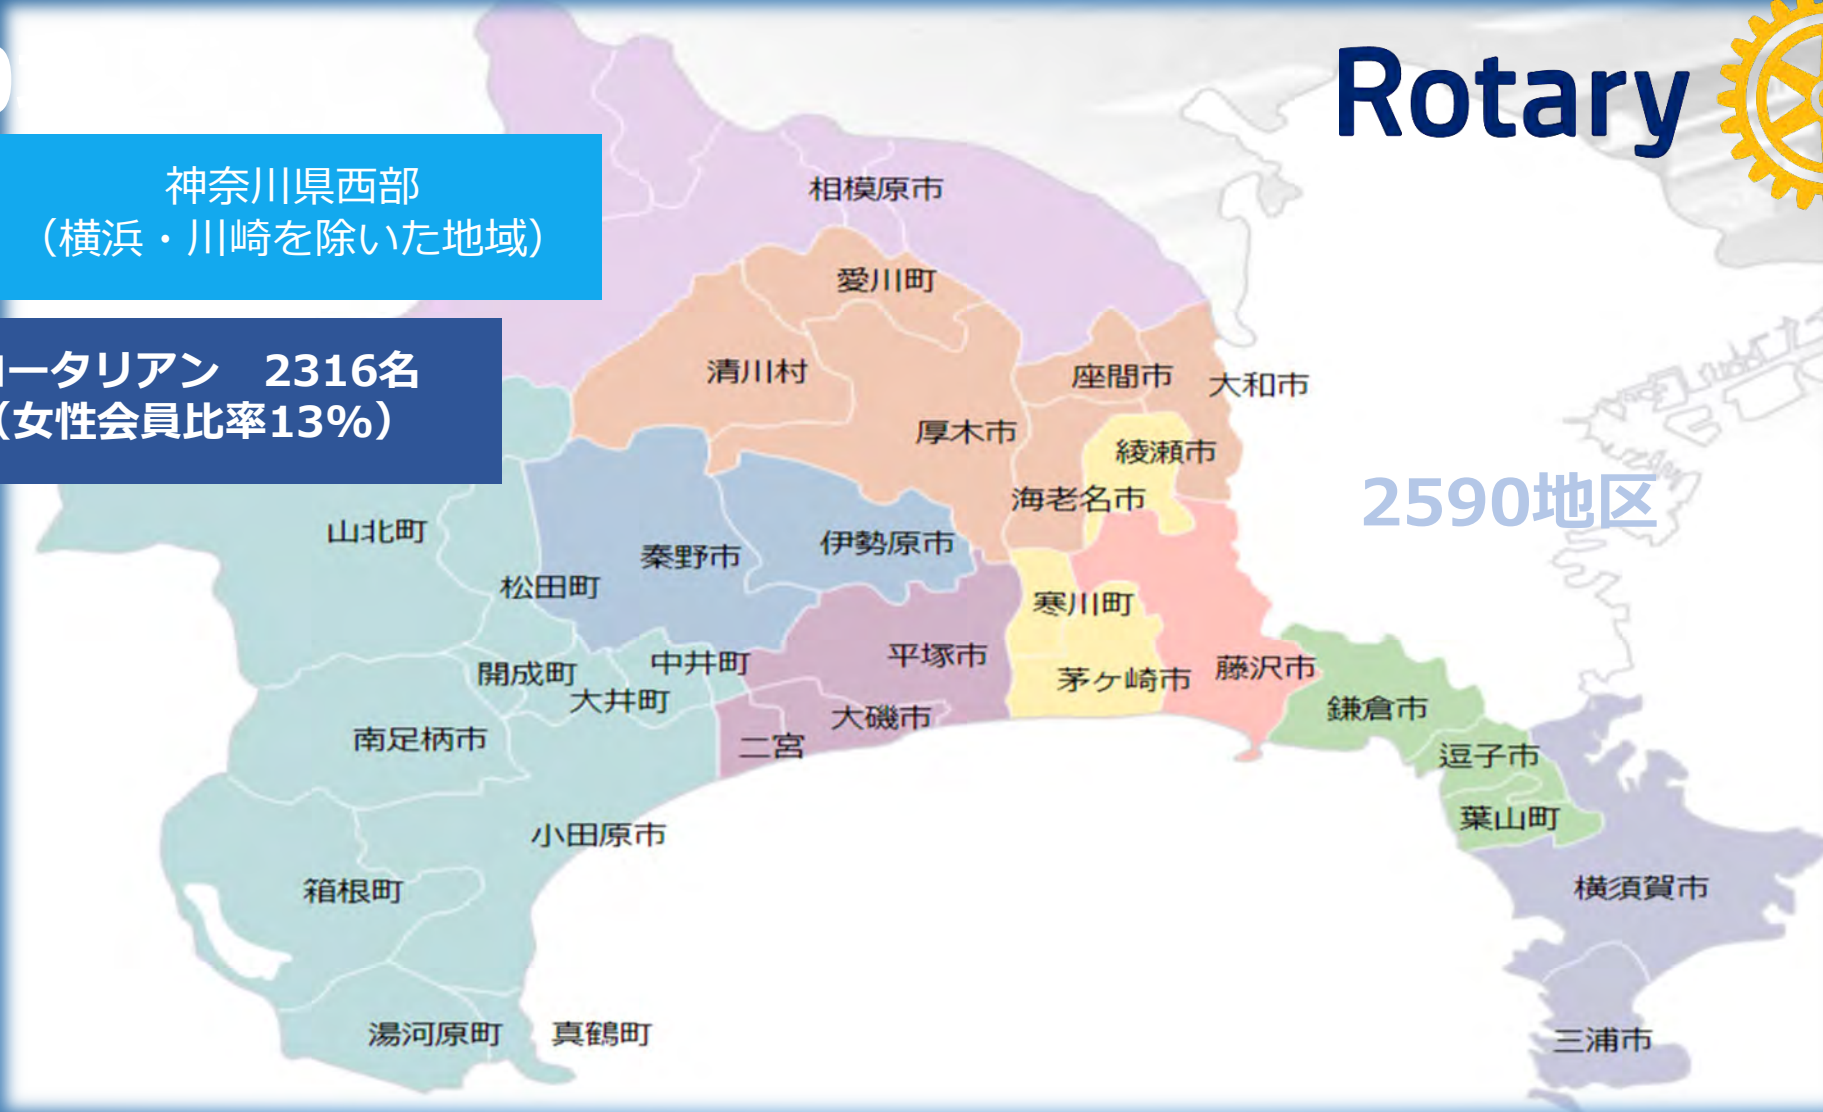 Rotary
神奈川県西部
（横浜・川崎を除いた地域）
ロータリアン　2316名
（女性会員比率13%）
2590地区
相模原市
愛川町
清川村
座間市
大和市
厚木市
綾瀬市
海老名市
山北町
秦野市
伊勢原市
松田町
寒川町
開成町
中井町
平塚市
茅ヶ崎市
藤沢市
大井町
鎌倉市
南足柄市
二宮
大磯市
逗子市
葉山町
小田原市
箱根町
横須賀市
湯河原町
真鶴町
三浦市